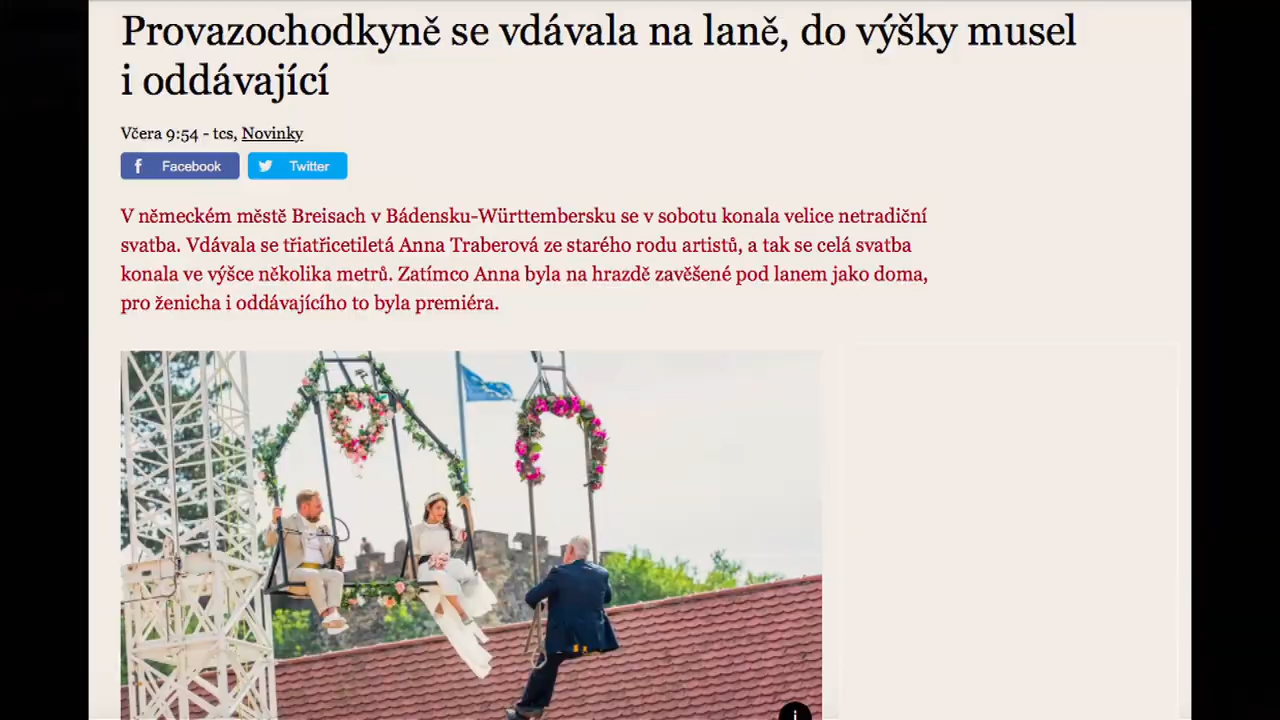 Provazochodkyně se vdávala na laně, do výšky musel
i oddávající
Včera 9:54 - tcs, Novinky
Facebook
Twitter
V německém městě Breisach v Bádensku-Württembersku se v sobotu konala velice netradiční
svatba. Vdávala se třiatřicetiletá Anna Traberová ze starého rodu artistů, a tak se celá svatba
konala ve výšce několika metrů. Zatímco Anna byla na hrazdě zavěšené pod lanem jako doma,
pro ženicha i oddávajícího to byla premiéra.